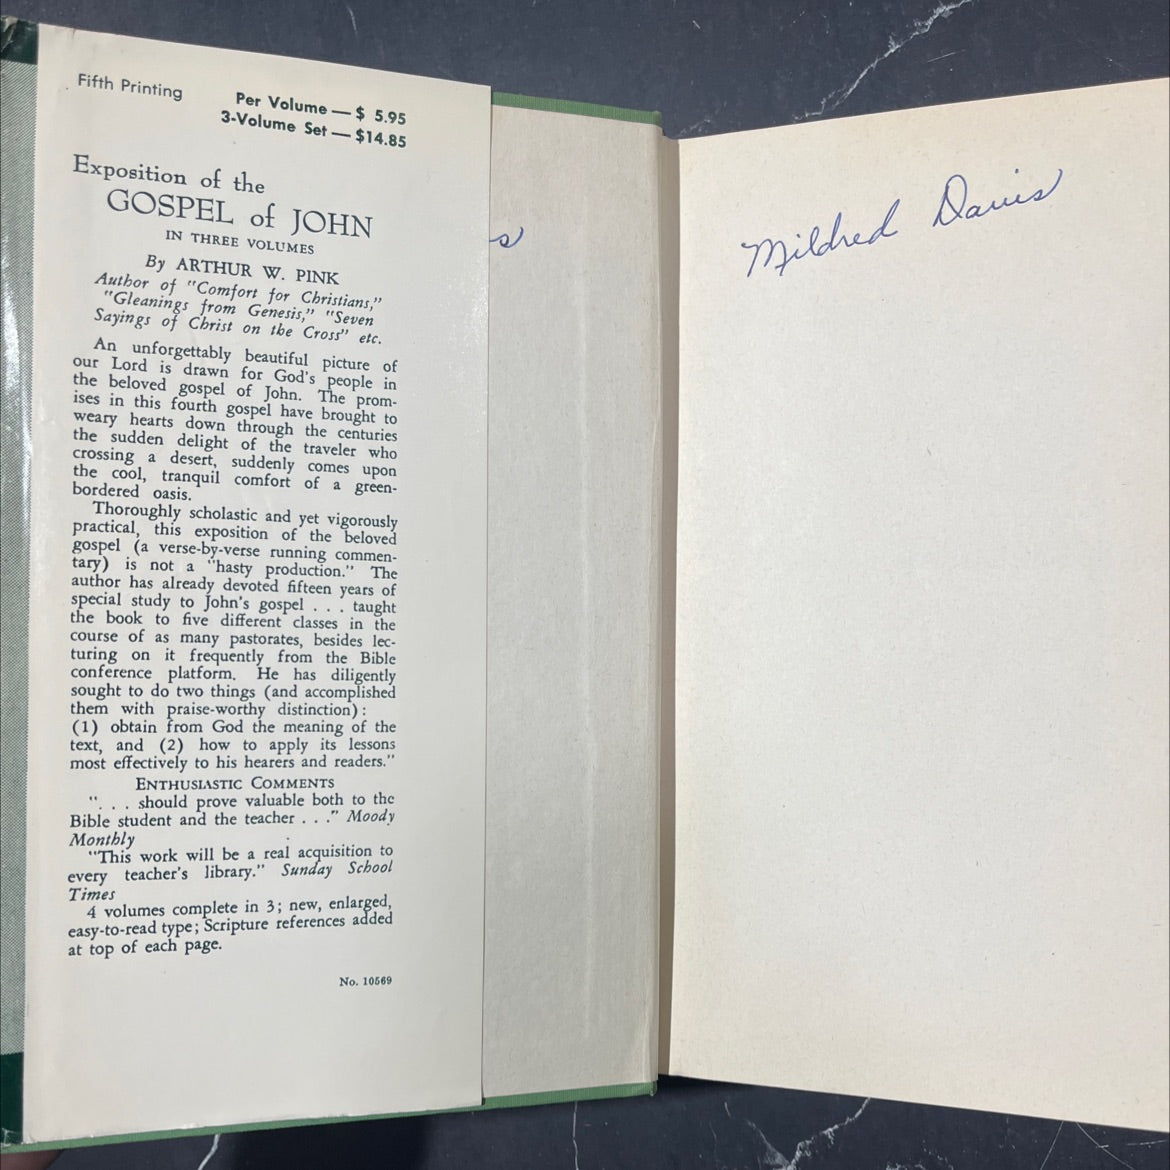 Fifth Printing
Per Volume — $ 5.95
3-Volume Set — $14.85
Exposition of the
GOSPEL of JOHN
IN THREE VOLUMES
By ARTHUR W. PINK
Author of "Comfort for Christians,"
"Gleanings from Genesis," "Seven
Sayings of Christ on the Cross" etc.
An unforgettably beautiful picture of
our Lord is drawn for God's people in
the beloved gospel of John. The prom-
ises in this fourth gospel have brought to
weary hearts down through the centuries
the sudden delight of the traveler who
crossing a desert, suddenly comes upon
the cool, tranquil comfort of a green-
bordered oasis.
Thoroughly scholastic and yet vigorously
practical, this exposition of the beloved
gospel (a verse-by-verse running commen-
tary) is not a "hasty production." The
author has already devoted fifteen years of
special study to John's gospel . . . taught
the book to five different classes in the
course of as many pastorates, besides lec-
turing on it frequently from the Bible
conference platform. He has diligently
sought to do two things (and accomplished
them with praise-worthy distinction):
(1) obtain from God the meaning of the
text, and (2) how to apply its lessons
most effectively to his hearers and readers."
ENTHUSIASTIC COMMENTS
". . . should prove valuable both to the
Bible student and the teacher . . ." Moody
Monthly
"This work will be a real acquisition to
every teacher's library." Sunday School
Times
4 volumes complete in 3; new, enlarged,
easy-to-read type; Scripture references added
at top of each page.
No. 10569
s
Mildred Davis